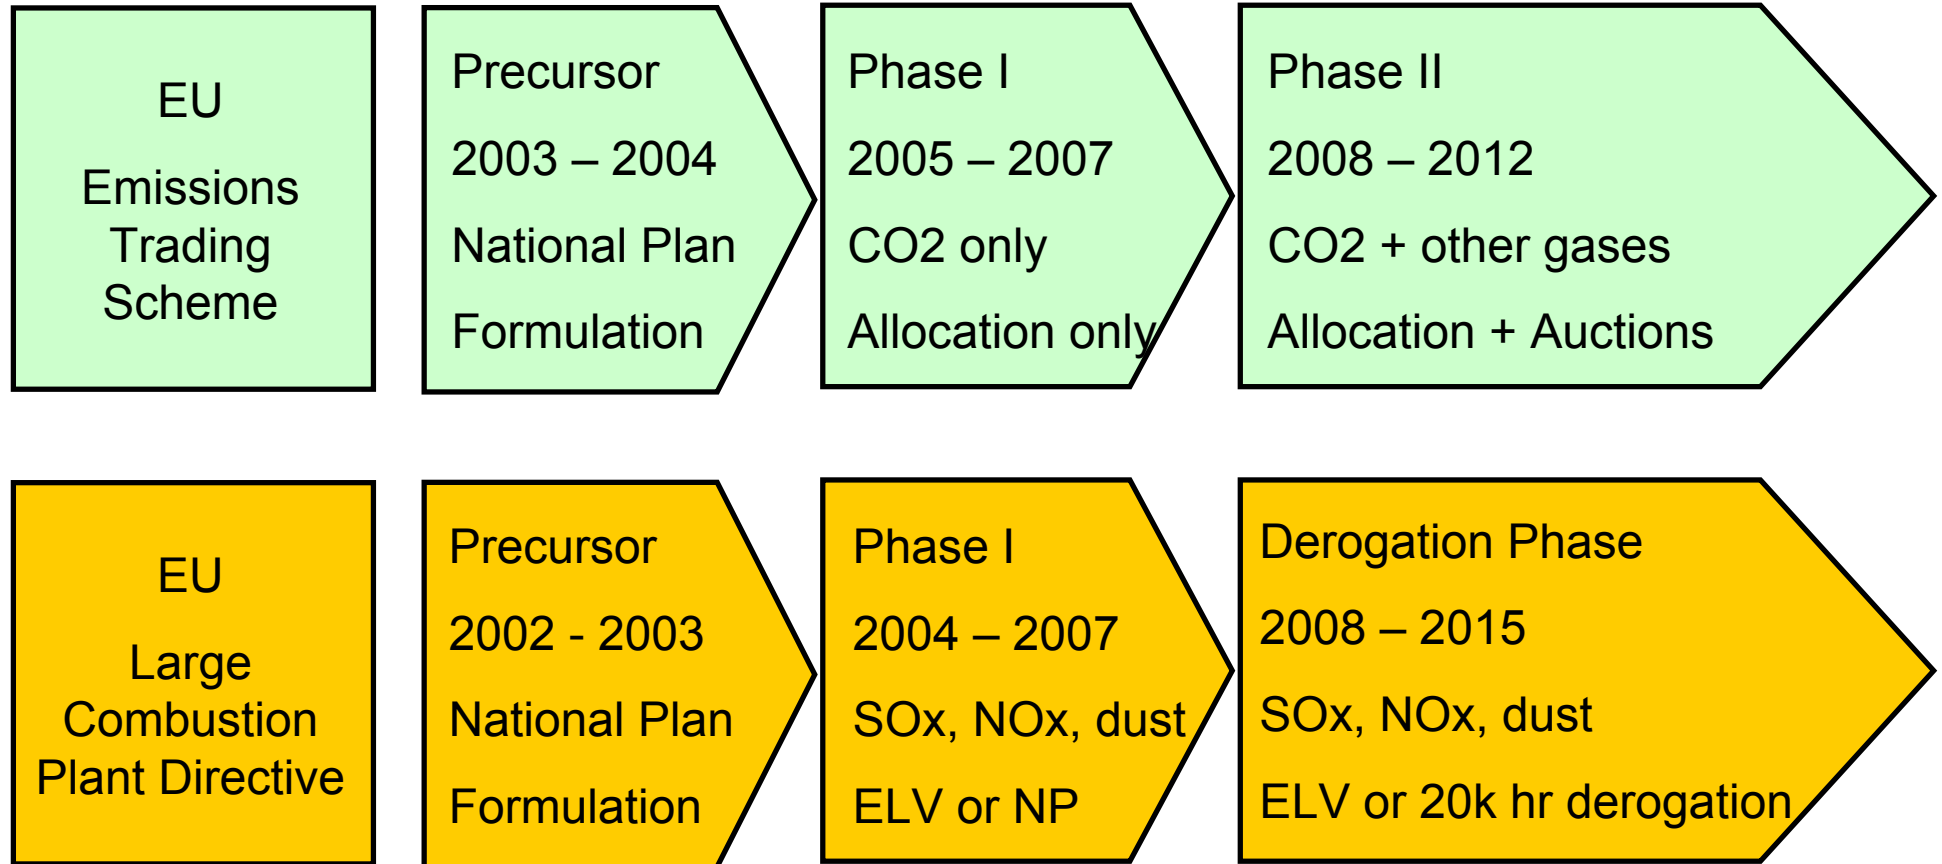 EU
Emissions
Trading
Scheme
Precursor
2003 – 2004
National Plan
Formulation
Phase I
2005 – 2007
CO2 only
Allocation only
Phase II
2008 – 2012
CO2 + other gases
Allocation + Auctions
EU
Large
Combustion
Plant Directive
Precursor
2002 - 2003
National Plan
Formulation
Phase I
2004 – 2007
SOx, NOx, dust
ELV or NP
Derogation Phase
2008 – 2015
SOx, NOx, dust
ELV or 20k hr derogation